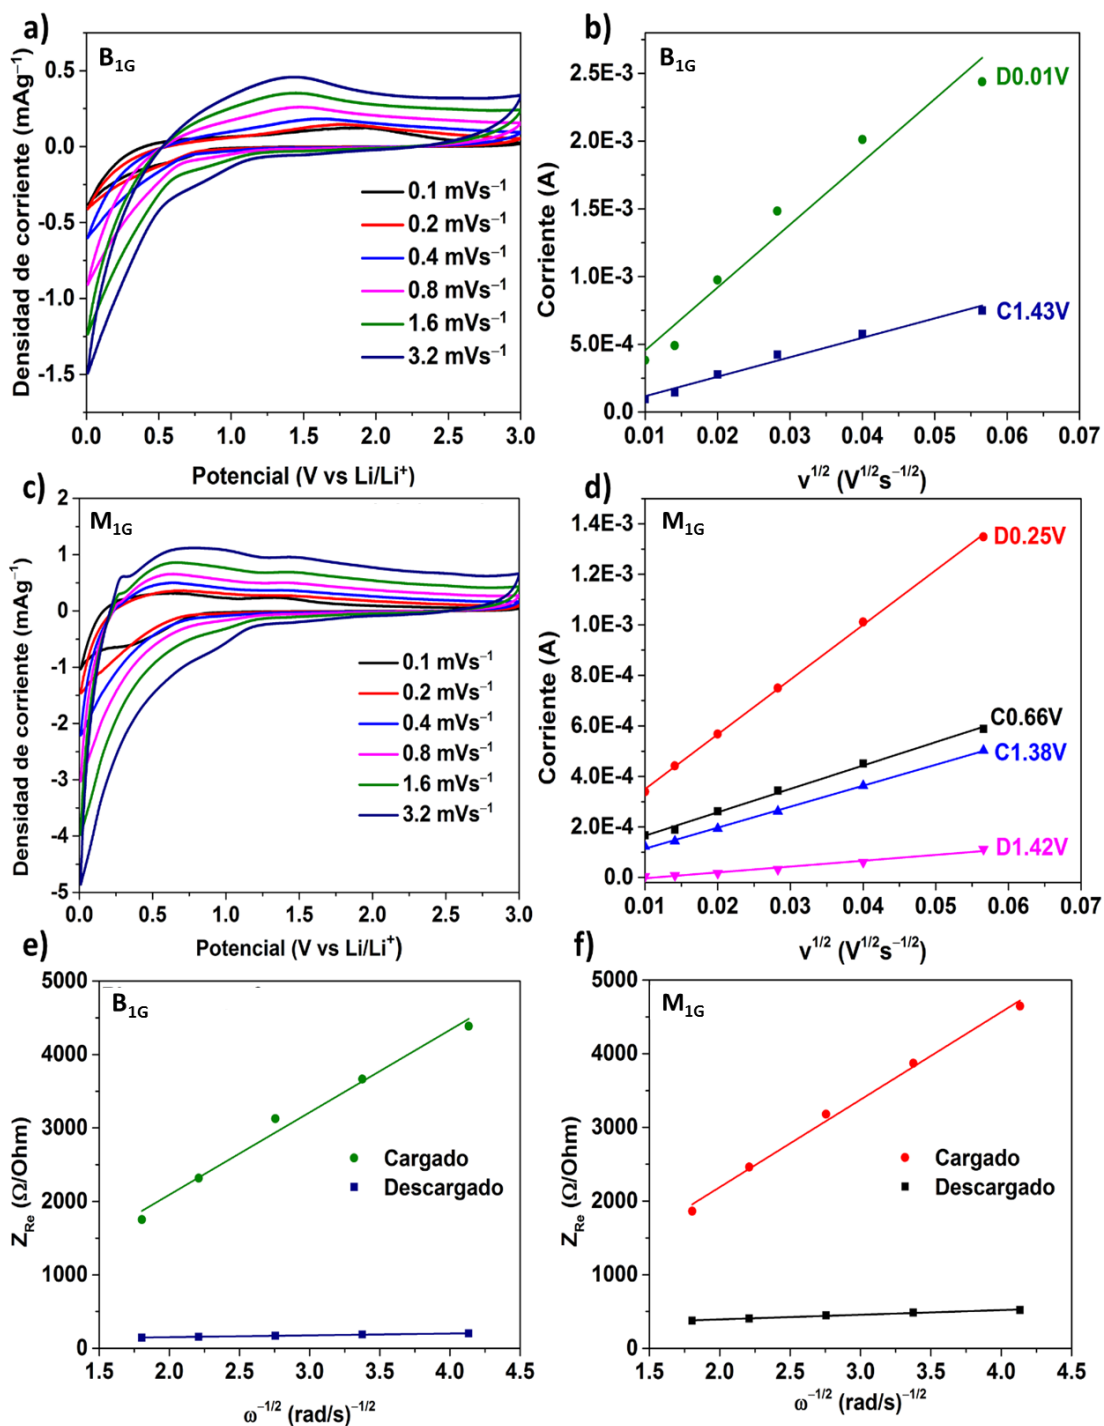 a)
B1G
Densidad de corriente (mAg⁻¹)
0.5
0.0
-0.5
-1.0
-1.5
0.1 mVs⁻¹
0.2 mVs⁻¹
0.4 mVs⁻¹
0.8 mVs⁻¹
1.6 mVs⁻¹
3.2 mVs⁻¹
0.0 0.5 1.0 1.5 2.0 2.5 3.0
Potencial (V vs Li/Li⁺)
b)
B1G
Corriente (A)
2.5E-3
2.0E-3
1.5E-3
1.0E-3
5.0E-4
0.0
D0.01V
C1.43V
0.01 0.02 0.03 0.04 0.05 0.06 0.07
v^1/2 (V^1/2s^-1/2)
c)
M1G
Densidad de corriente (mAg⁻¹)
2
1
0
-1
-2
-3
-4
-5
0.1 mVs⁻¹
0.2 mVs⁻¹
0.4 mVs⁻¹
0.8 mVs⁻¹
1.6 mVs⁻¹
3.2 mVs⁻¹
0.0 0.5 1.0 1.5 2.0 2.5 3.0
Potencial (V vs Li/Li⁺)
d)
M1G
Corriente (A)
1.4E-3
1.2E-3
1.0E-3
8.0E-4
6.0E-4
4.0E-4
2.0E-4
0.0
D0.25V
C0.66V
C1.38V
D1.42V
0.01 0.02 0.03 0.04 0.05 0.06 0.07
v^1/2 (V^1/2s^-1/2)
e)
B1G
Z_Re (Ω/Ohm)
5000
4000
3000
2000
1000
0
Cargado
Descargado
1.5 2.0 2.5 3.0 3.5 4.0 4.5
ω^-1/2 (rad/s)^-1/2
f)
M1G
Z_Re (Ω/Ohm)
5000
4000
3000
2000
1000
0
Cargado
Descargado
1.5 2.0 2.5 3.0 3.5 4.0 4.5
ω^-1/2 (rad/s)^-1/2